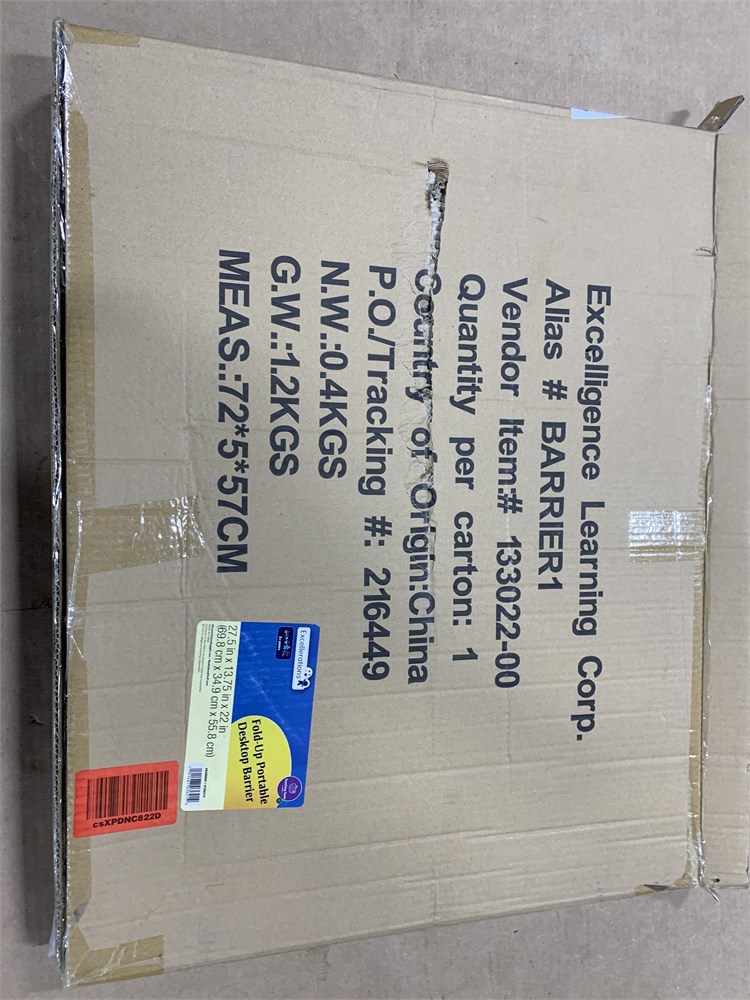 Excelligence Learning Corp.
Alias # BARRIER1
Vendor Item:# 133022-00
Quantity per carton: 1
Country of Origin:China
P.O./Tracking #: 216449
N.W.:0.4KGS
G.W.:1.2KGS
MEAS.:72*5*57CM
Excellerations
Fold-Up Portable
Desktop Barrier
27.5 in x 13.75 in x 22 in
(69.8 cm x 34.9 cm x 55.8 cm)
csXPDNC822D